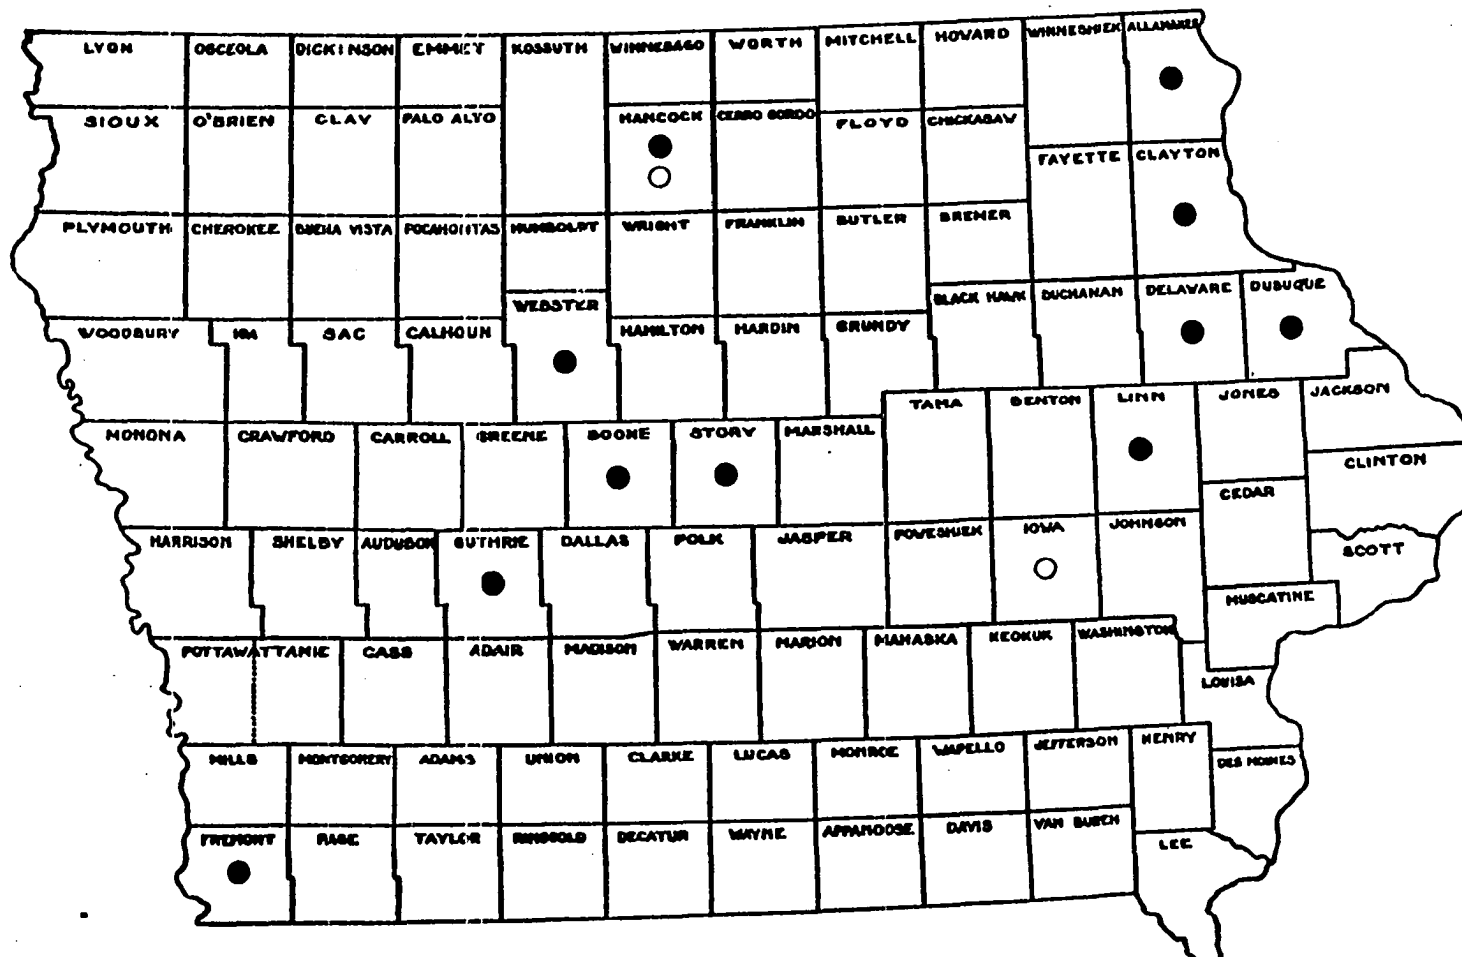 LYON OSCEOLA DICKINSON EMMET KOSSUTH WINNEBAGO WORTH MITCHELL HOWARD WINNESHIEK ALLAMAKEE
SIOUX O'BRIEN CLAY PALO ALTO HANCOCK CERRO GORDO FLOYD CHICKASAW
FAYETTE CLAYTON
PLYMOUTH CHEROKEE BUENA VISTA POCAHONTAS HUMBOLDT WRIGHT FRANKLIN BUTLER BREMER
WEBSTER BLACK HAWK BUCHANAN DELAWARE DUBUQUE
WOODBURY IDA SAC CALHOUN HAMILTON HARDIN GRUNDY
TAMA BENTON LINN JONES JACKSON
MONONA CRAWFORD CARROLL GREENE BOONE STORY MARSHALL
CLINTON
CEDAR
HARRISON SHELBY AUDUBON GUTHRIE DALLAS POLK JASPER POWESHIEK IOWA JOHNSON
SCOTT
MUSCATINE
POTTAWATTAMIE CASS ADAIR MADISON WARREN MARION MAHASKA KEOKUK WASHINGTON
LOUISA
MILLS MONTGOMERY ADAMS UNION CLARKE LUCAS MONROE WAPELLO JEFFERSON HENRY
DES MOINES
FREMONT PAGE TAYLOR RINGGOLD DECATUR WAYNE APPANOOSE DAVIS VAN BUREN
LEE